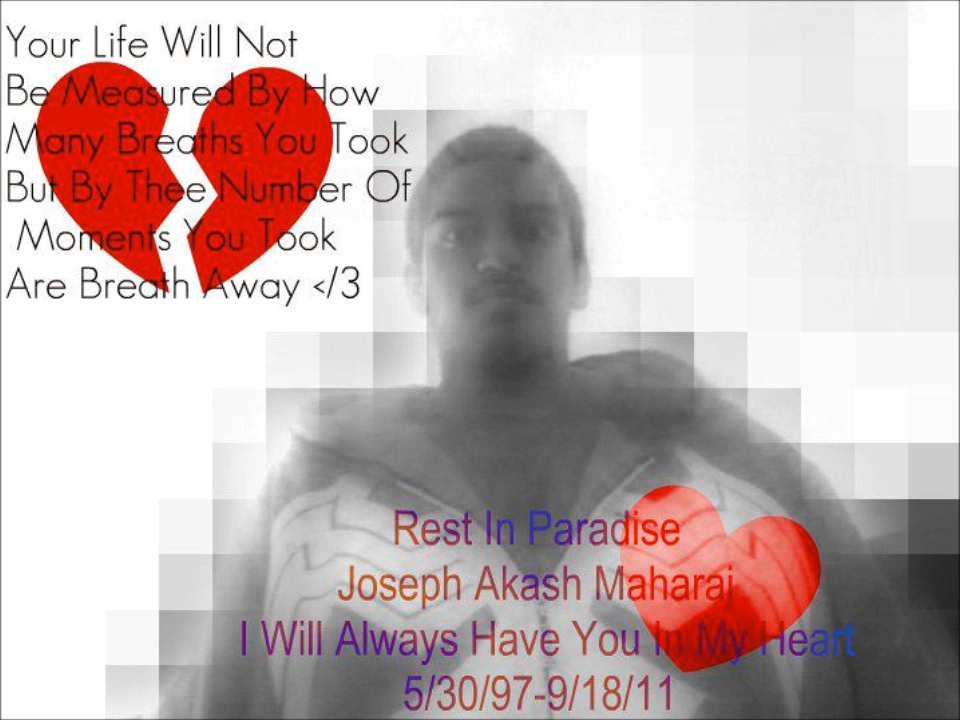 Your Life Will Not
Be Measured By How
Many Breaths You Took
But By Thee Number Of
Moments You Took
Are Breath Away </3
Rest In Paradise
Joseph Akash Maharaj
I Will Always Have You In My Heart
5/30/97-9/18/11